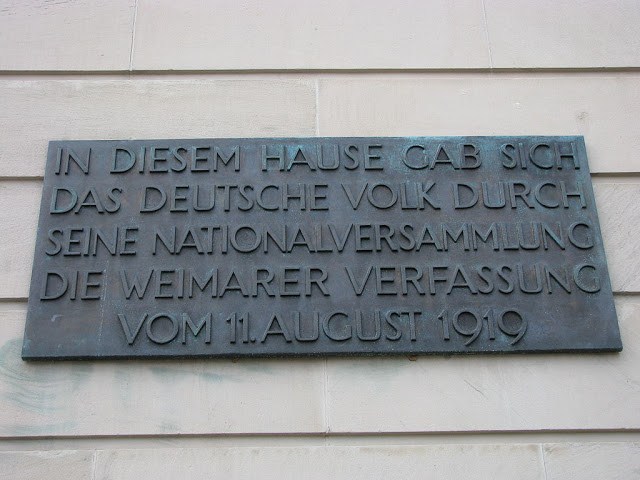 IN DIESEM HAUSE GAB SICH
DAS DEUTSCHE VOLK DURCH
SEINE NATIONALVERSAMMLUNG
DIE WEIMARER VERFASSUNG
VOM 11. AUGUST 1919